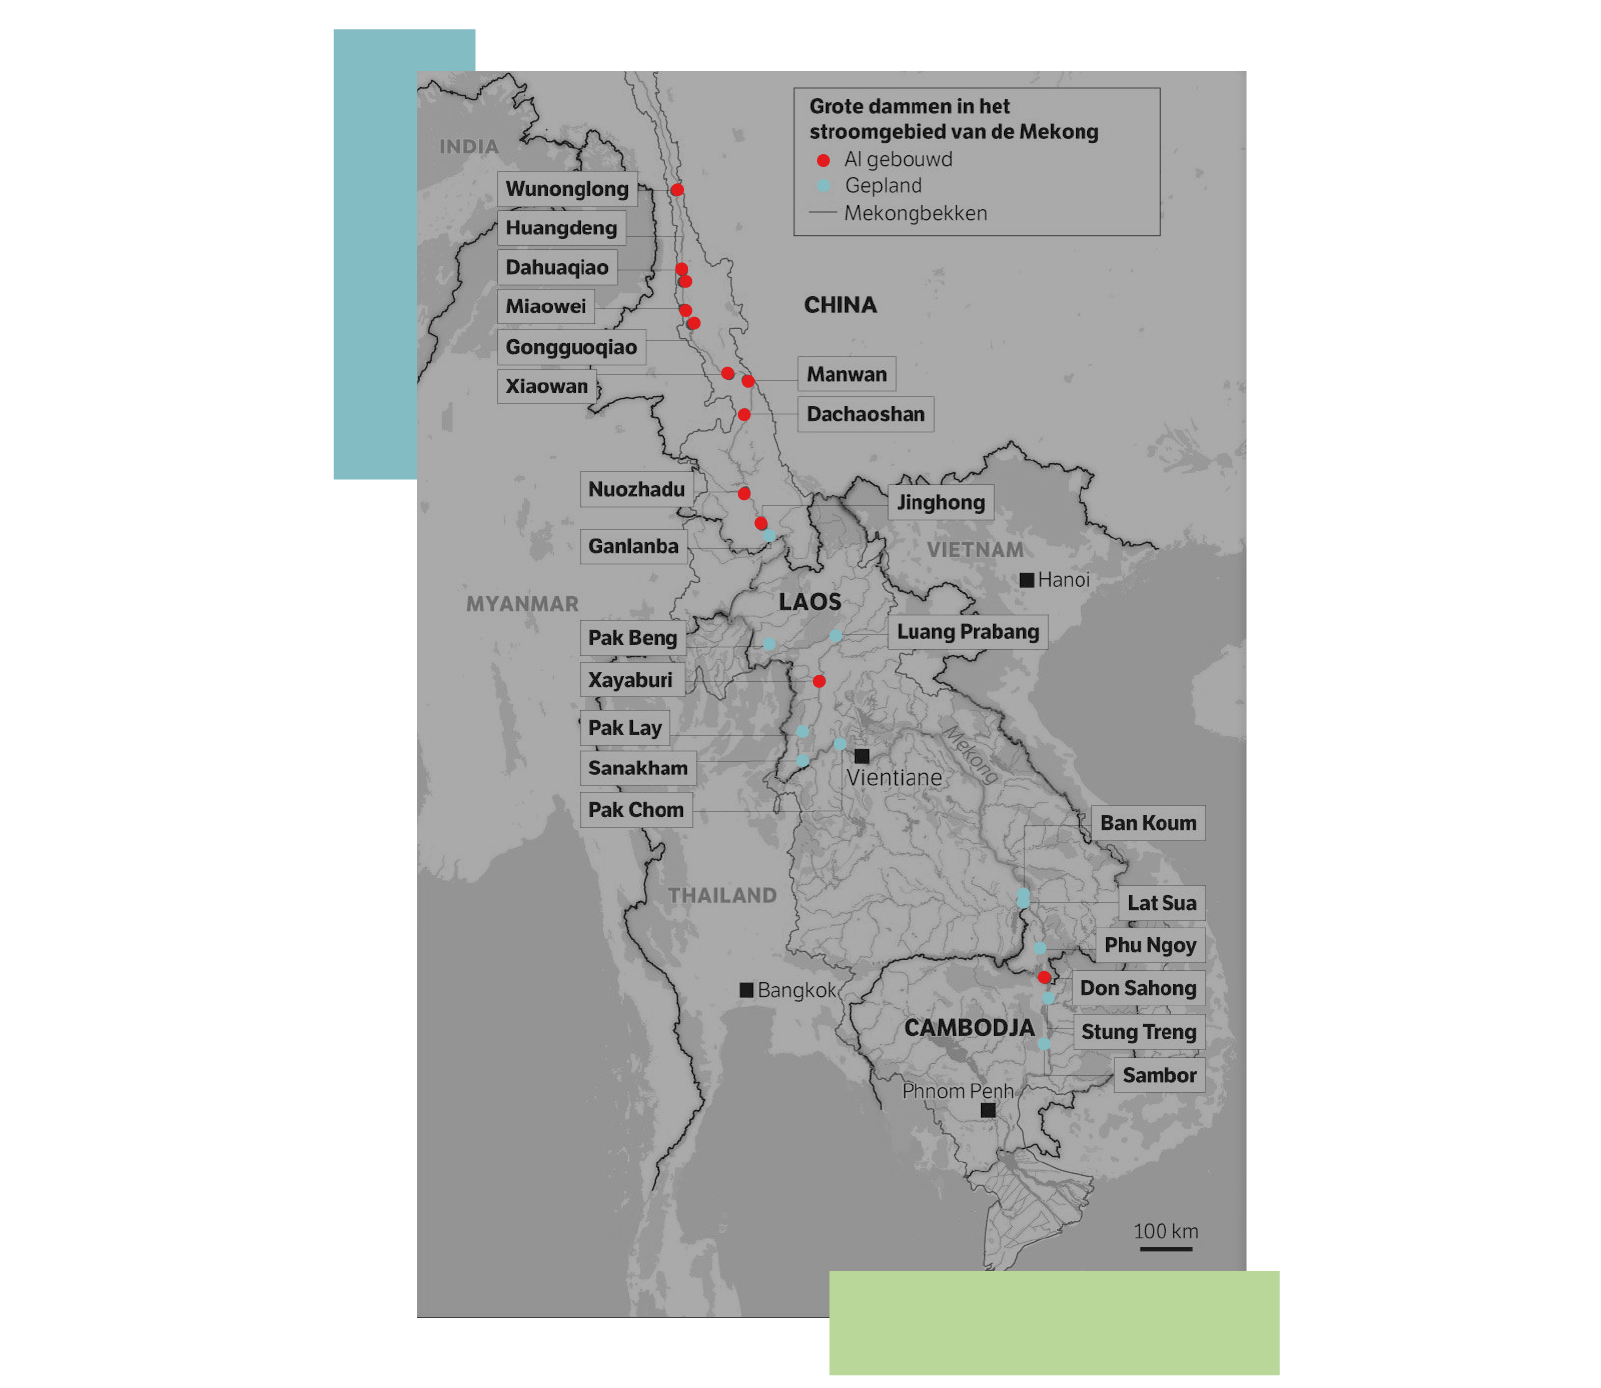 Grote dammen in het
stroomgebied van de Mekong
Al gebouwd
Gepland
Mekongbekken
INDIA
Wunonglong
Huangdeng
Dahuaqiao
Miaowei
CHINA
Gongguoqiao
Xiaowan
Manwan
Dachaoshan
Nuozhadu
Jinghong
Ganlanba
VIETNAM
Hanoi
MYANMAR
LAOS
Pak Beng
Luang Prabang
Xayaburi
Pak Lay
Mekong
Sanakham
Vientiane
Pak Chom
Ban Koum
THAILAND
Lat Sua
Phu Ngoy
Bangkok
Don Sahong
CAMBODJA
Stung Treng
Sambor
Phnom Penh
100 km